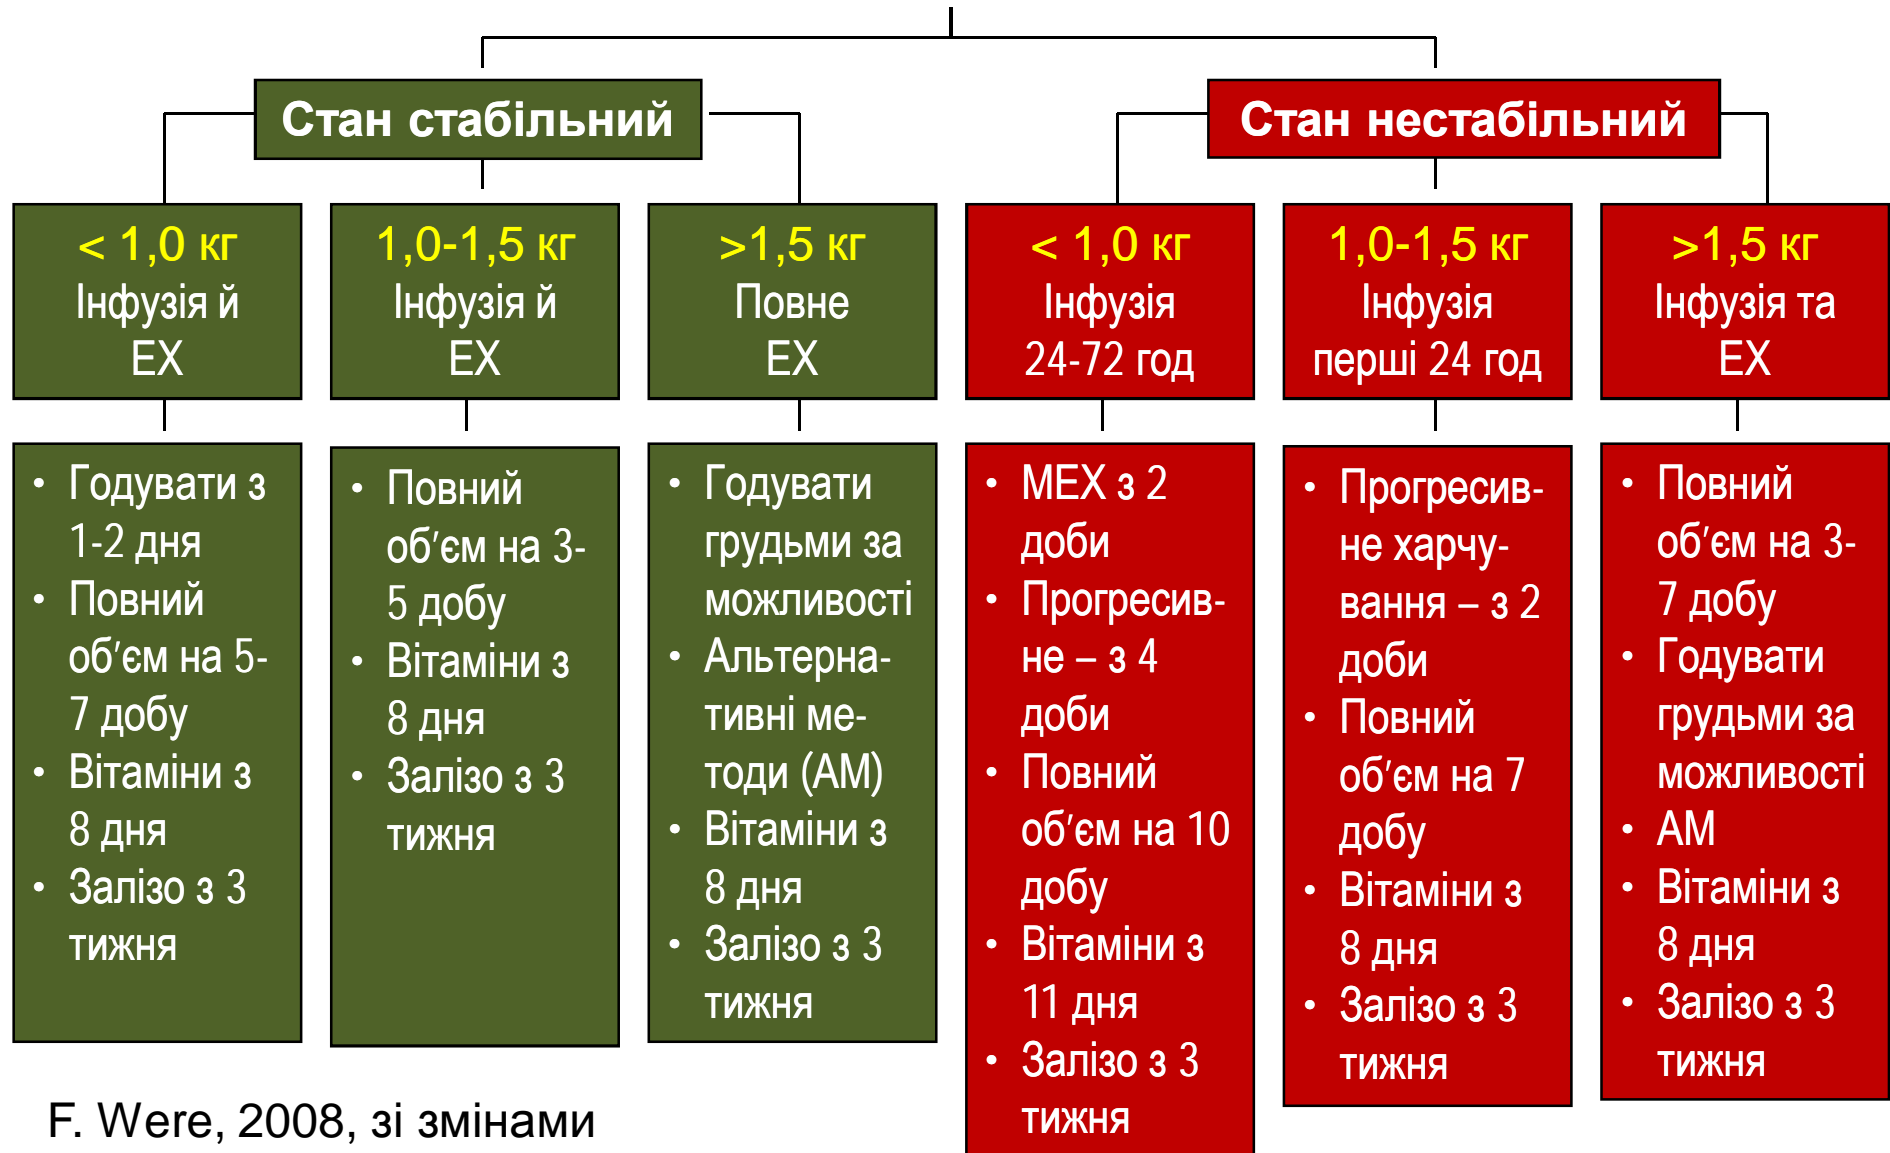 Стан стабільний
Стан нестабільний
< 1,0 кг
Інфузія й
ЕХ
1,0-1,5 кг
Інфузія й
ЕХ
>1,5 кг
Повне
ЕХ
< 1,0 кг
Інфузія
24-72 год
1,0-1,5 кг
Інфузія
перші 24 год
>1,5 кг
Інфузія та
ЕХ
• Годувати з
1-2 дня
• Повний
об’єм на 5-
7 добу
• Вітаміни з
8 дня
• Залізо з 3
тижня
• Повний
об’єм на 3-
5 добу
• Вітаміни з
8 дня
• Залізо з 3
тижня
• Годувати
грудьми за
можливості
• Альтерна-
тивні ме-
тоди (АМ)
• Вітаміни з
8 дня
• Залізо з 3
тижня
• МЕХ з 2
доби
• Прогресив-
не – з 4
доби
• Повний
об’єм на 10
добу
• Вітаміни з
11 дня
• Залізо з 3
тижня
• Прогресив-
не харчу-
вання – з 2
доби
• Повний
об’єм на 7
добу
• Вітаміни з
8 дня
• Залізо з 3
тижня
• Повний
об’єм на 3-
7 добу
• Годувати
грудьми за
можливості
• АМ
• Вітаміни з
8 дня
• Залізо з 3
тижня
F. Were, 2008, зі змінами